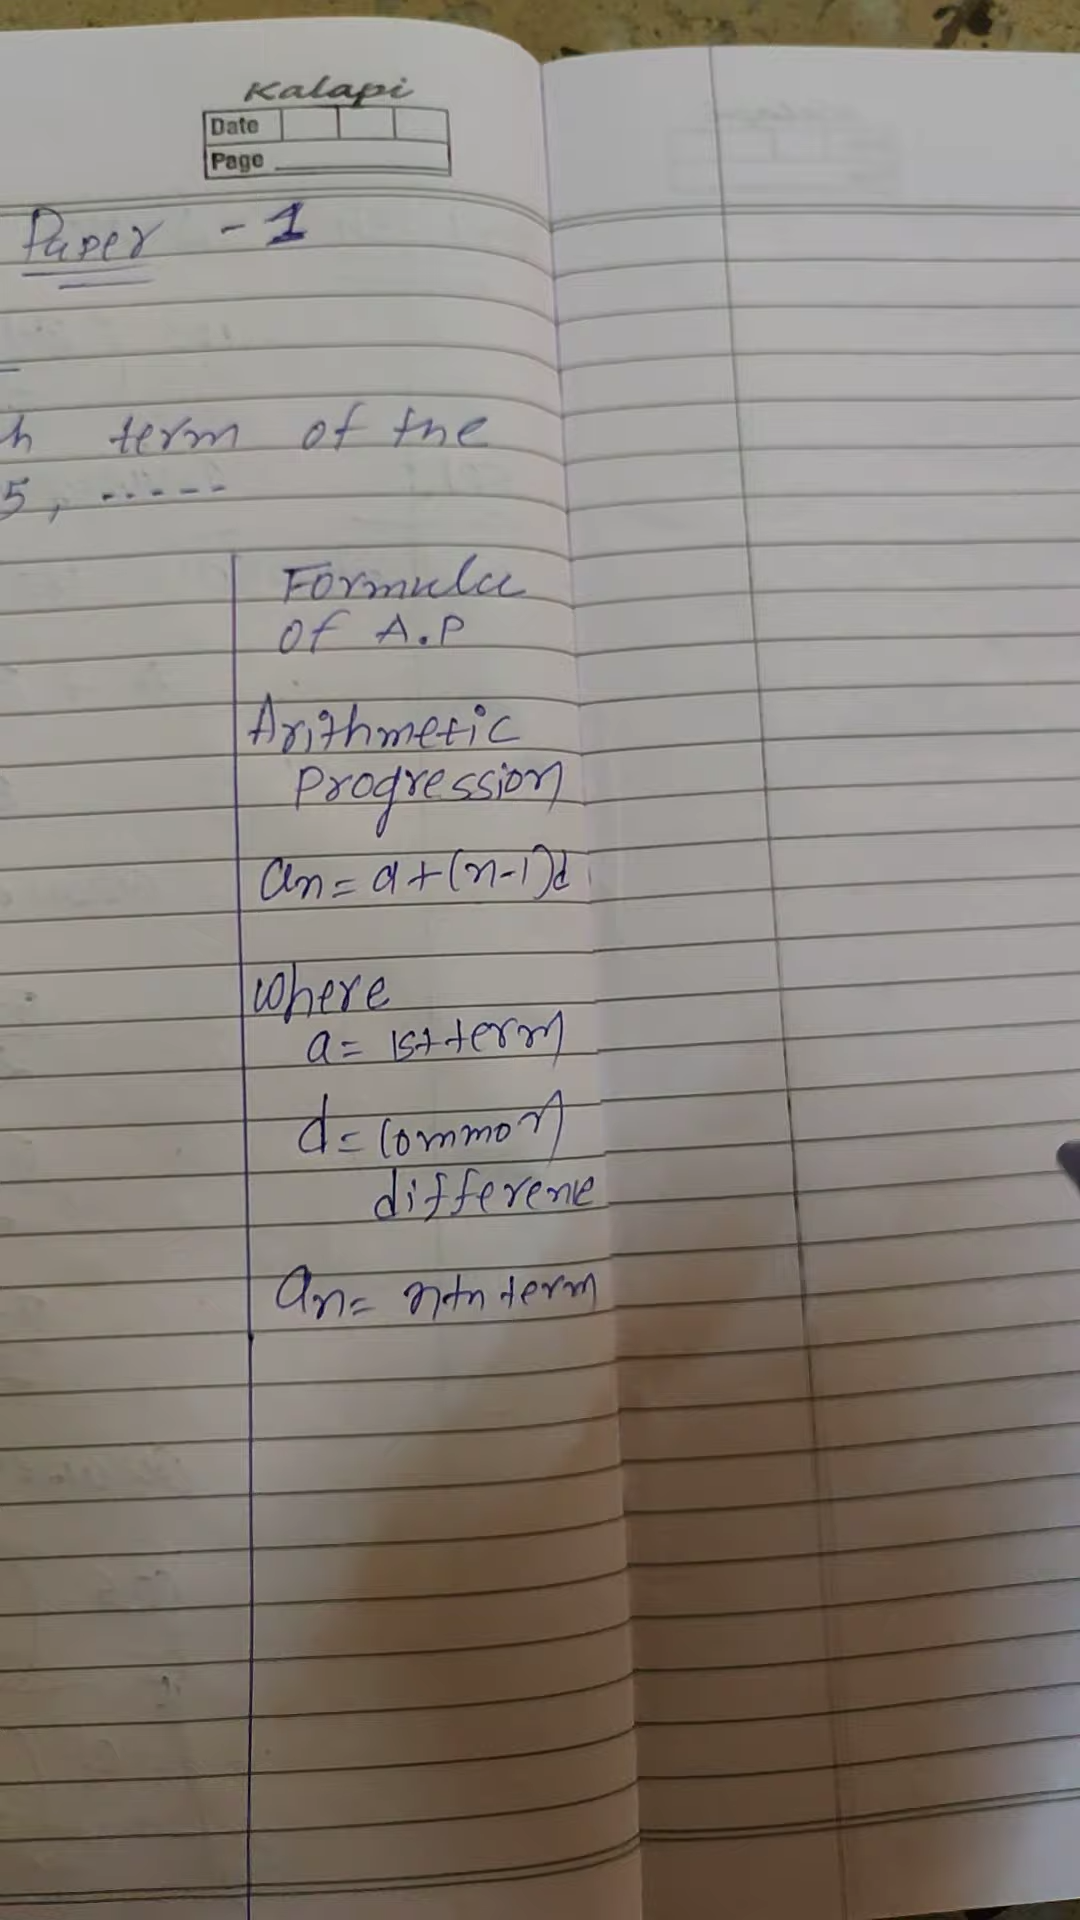 Kalapi
Date
Page
Paper - 1
h term of the
5, -----
Formula
of A.P
Arithmetic
Progression
an = a + (n-1)d
where
a = 1st term
d = common
difference
an = nth term